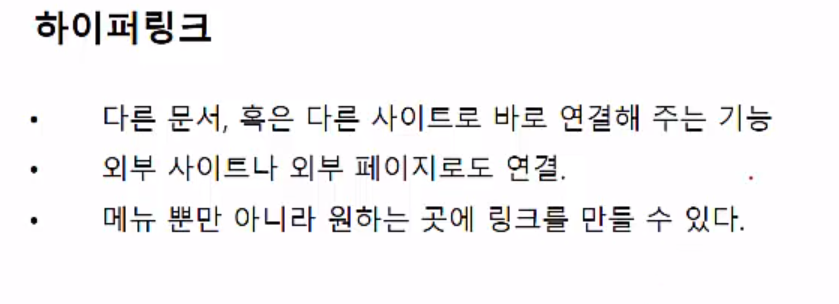 하이퍼링크
• 다른 문서, 혹은 다른 사이트로 바로 연결해 주는 기능
• 외부 사이트나 외부 페이지로도 연결.
• 메뉴 뿐만 아니라 원하는 곳에 링크를 만들 수 있다.